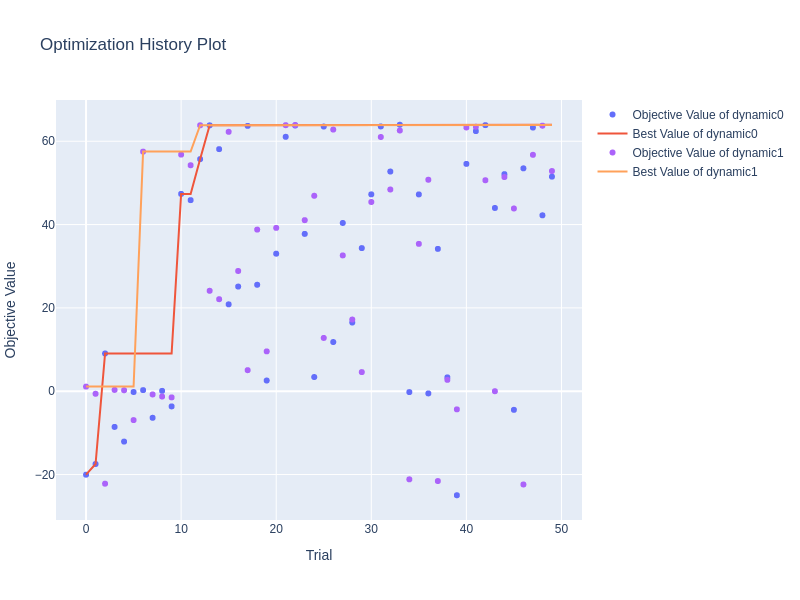 Optimization History Plot
Objective Value of dynamic0
Best Value of dynamic0
Objective Value of dynamic1
Best Value of dynamic1
60
40
20
0
−20
Objective Value
0
10
20
30
40
50
Trial